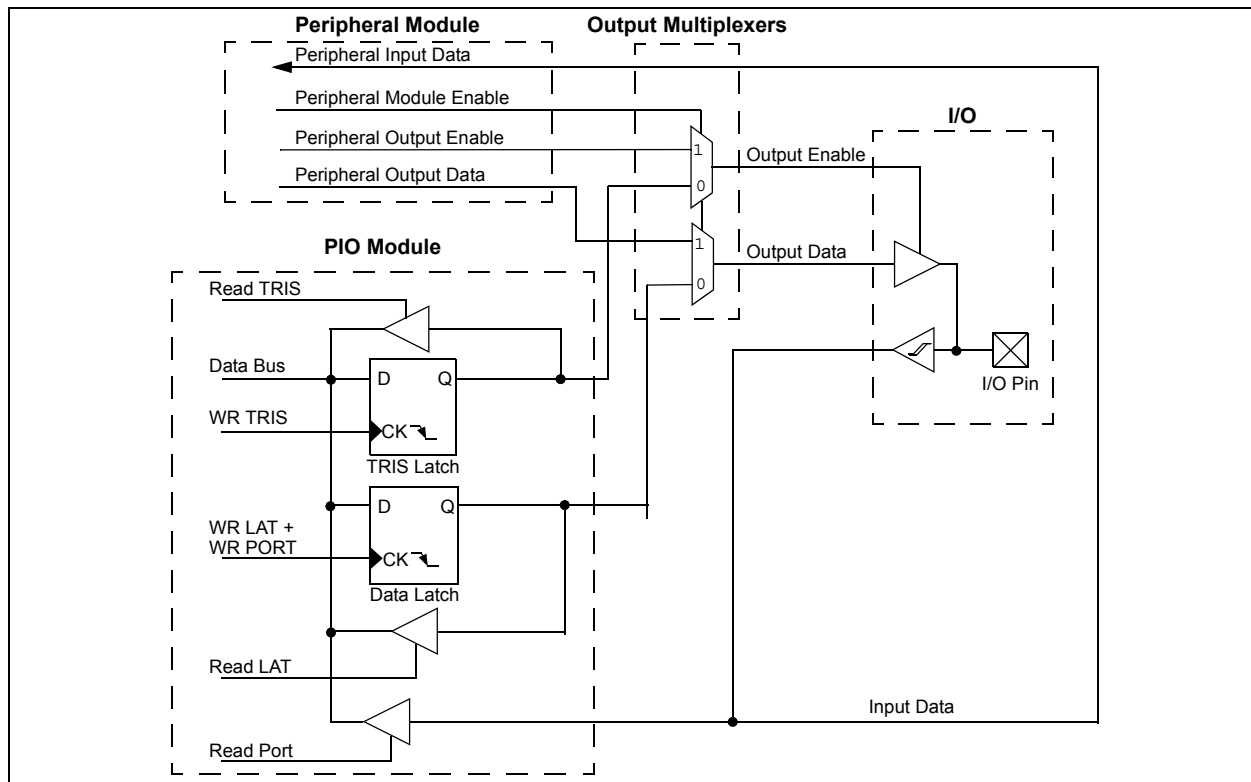 Peripheral Module
Output Multiplexers
Peripheral Input Data
Peripheral Module Enable
I/O
Peripheral Output Enable
1
Output Enable
Peripheral Output Data
0
PIO Module
1
Output Data
Read TRIS
0
Data Bus
D
Q
I/O Pin
WR TRIS
CK
TRIS Latch
D
Q
WR LAT +
WR PORT
CK
Data Latch
Read LAT
Input Data
Read Port